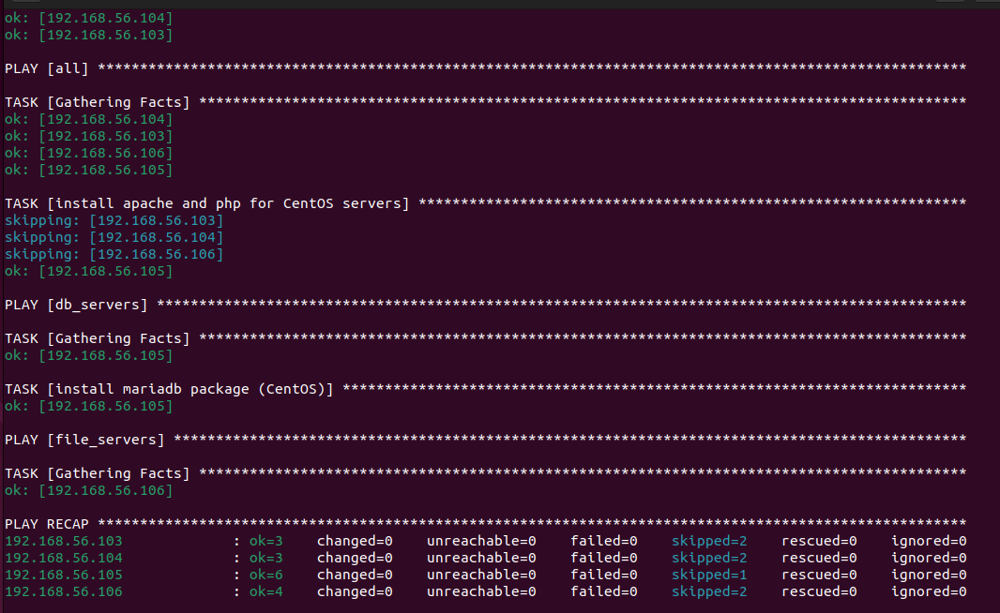 ok: [192.168.56.104]
ok: [192.168.56.103]
PLAY [all] *******************************************************************************************************
TASK [Gathering Facts] *******************************************************************************************
ok: [192.168.56.104]
ok: [192.168.56.103]
ok: [192.168.56.106]
ok: [192.168.56.105]
TASK [install apache and php for CentOS servers] *****************************************************************
skipping: [192.168.56.103]
skipping: [192.168.56.104]
skipping: [192.168.56.106]
ok: [192.168.56.105]
PLAY [db_servers] ************************************************************************************************
TASK [Gathering Facts] *******************************************************************************************
ok: [192.168.56.105]
TASK [install mariadb package (CentOS)] **************************************************************************
ok: [192.168.56.105]
PLAY [file_servers] **********************************************************************************************
TASK [Gathering Facts] *******************************************************************************************
ok: [192.168.56.106]
PLAY RECAP *******************************************************************************************************
192.168.56.103             : ok=3    changed=0    unreachable=0    failed=0    skipped=2    rescued=0    ignored=0
192.168.56.104             : ok=3    changed=0    unreachable=0    failed=0    skipped=2    rescued=0    ignored=0
192.168.56.105             : ok=6    changed=0    unreachable=0    failed=0    skipped=1    rescued=0    ignored=0
192.168.56.106             : ok=4    changed=0    unreachable=0    failed=0    skipped=2    rescued=0    ignored=0